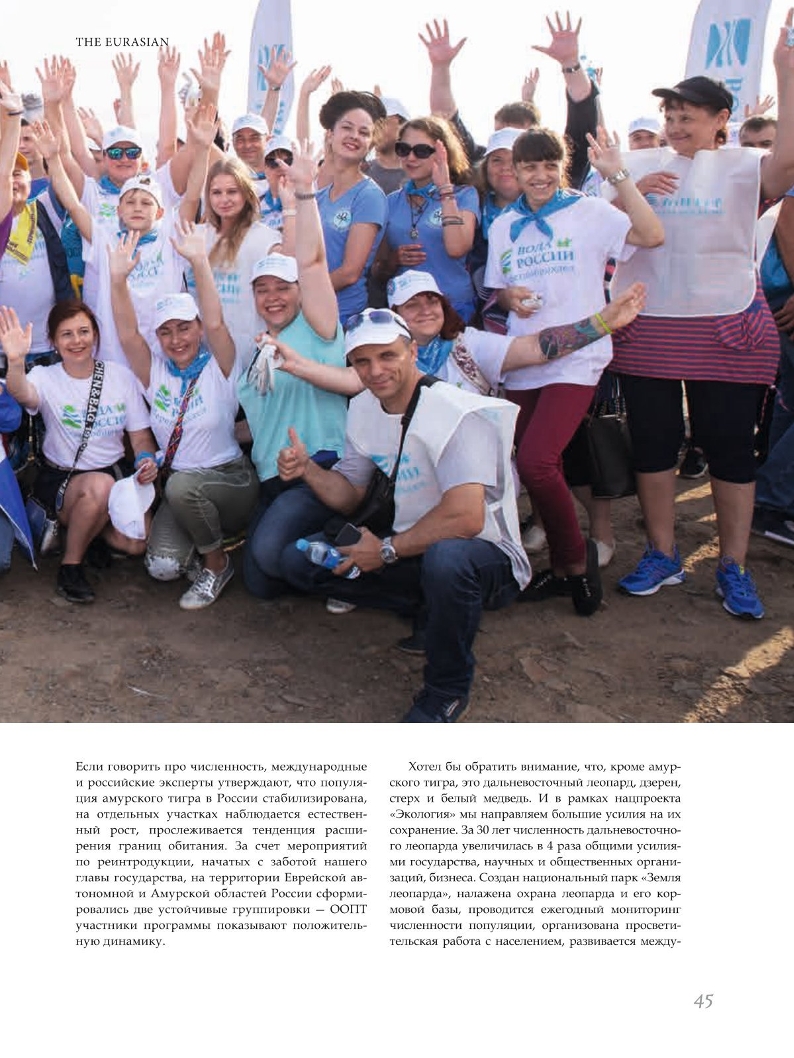 THE EURASIAN
ВОДА
РОССИИ
ВОДА
РОССИИ
CHEN&BAG
Если говорить про численность, международные
и российские эксперты утверждают, что популя-
ция амурского тигра в России стабилизирована,
на отдельных участках наблюдается естествен-
ный рост, прослеживается тенденция расши-
рения границ обитания. За счет мероприятий
по реинтродукции, начатых с заботой нашего
главы государства, на территории Еврейской ав-
тономной и Амурской областей России сформи-
ровались две устойчивые группировки — ООПТ
участники программы показывают положитель-
ную динамику.
Хотел бы обратить внимание, что, кроме амур-
ского тигра, это дальневосточный леопард, дзерен,
стерх и белый медведь. И в рамках нацпроекта
«Экология» мы направляем большие усилия на их
сохранение. За 30 лет численность дальневосточно-
го леопарда увеличилась в 4 раза общими усилия-
ми государства, научных и общественных органи-
заций, бизнеса. Создан национальный парк «Земля
леопарда», налажена охрана леопарда и его кор-
мовой базы, проводится ежегодный мониторинг
численности популяции, организована просвети-
тельская работа с населением, развивается между-
45